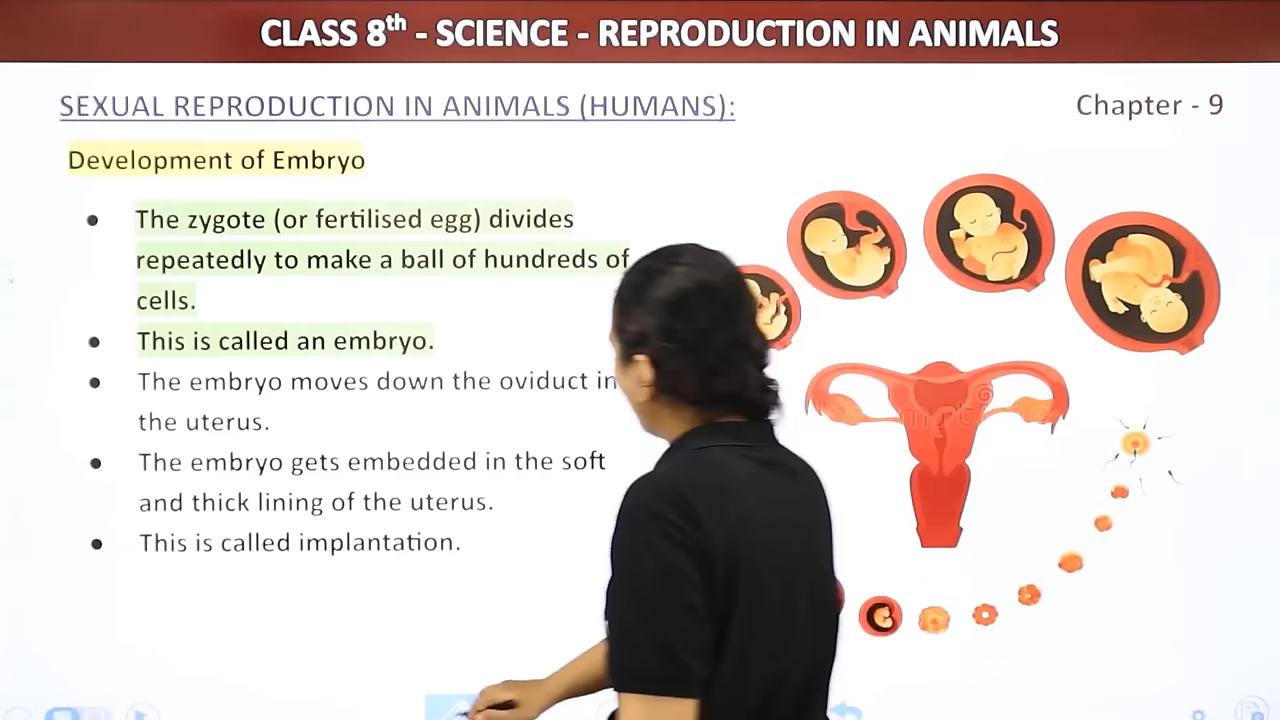 CLASS 8th - SCIENCE - REPRODUCTION IN ANIMALS
SEXUAL REPRODUCTION IN ANIMALS (HUMANS):
Chapter - 9
Development of Embryo
● The zygote (or fertilised egg) divides
repeatedly to make a ball of hundreds of
cells.
● This is called an embryo.
● The embryo moves down the oviduct in
the uterus.
● The embryo gets embedded in the soft
and thick lining of the uterus.
● This is called implantation.